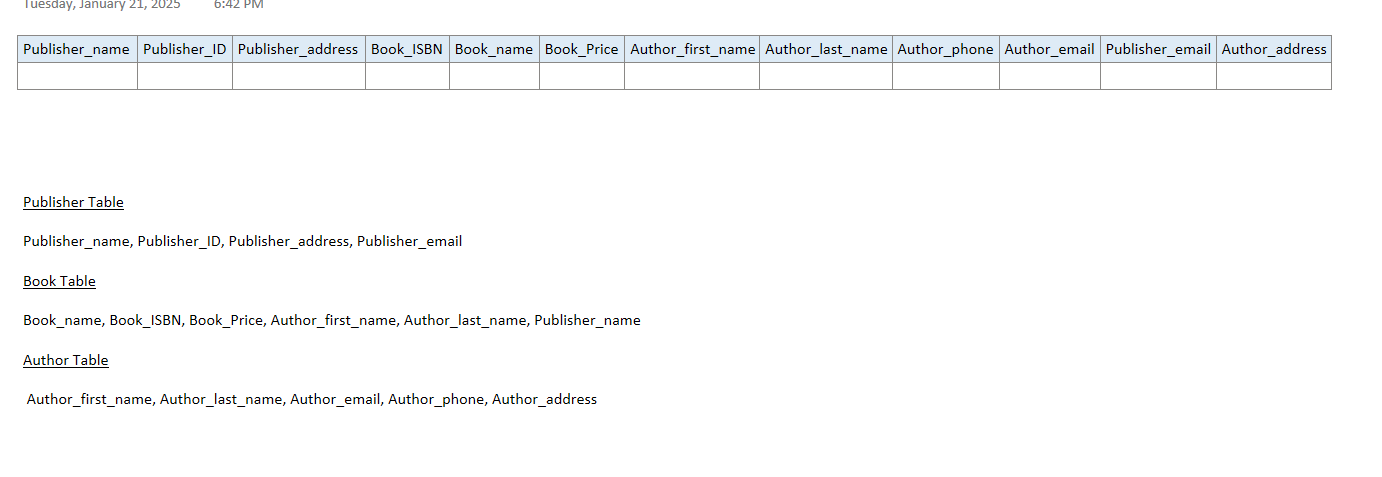 Tuesday, January 21, 2025 6:42 PM
Publisher_name Publisher_ID Publisher_address Book_ISBN Book_name Book_Price Author_first_name Author_last_name Author_phone Author_email Publisher_email Author_address
Publisher Table
Publisher_name, Publisher_ID, Publisher_address, Publisher_email
Book Table
Book_name, Book_ISBN, Book_Price, Author_first_name, Author_last_name, Publisher_name
Author Table
Author_first_name, Author_last_name, Author_email, Author_phone, Author_address